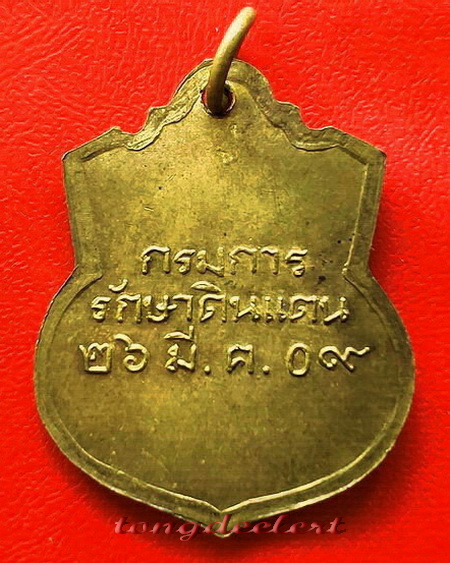 กรมการ
รักษาดินแดน
๒๖ มี.ค.๐๙
tongdeelert